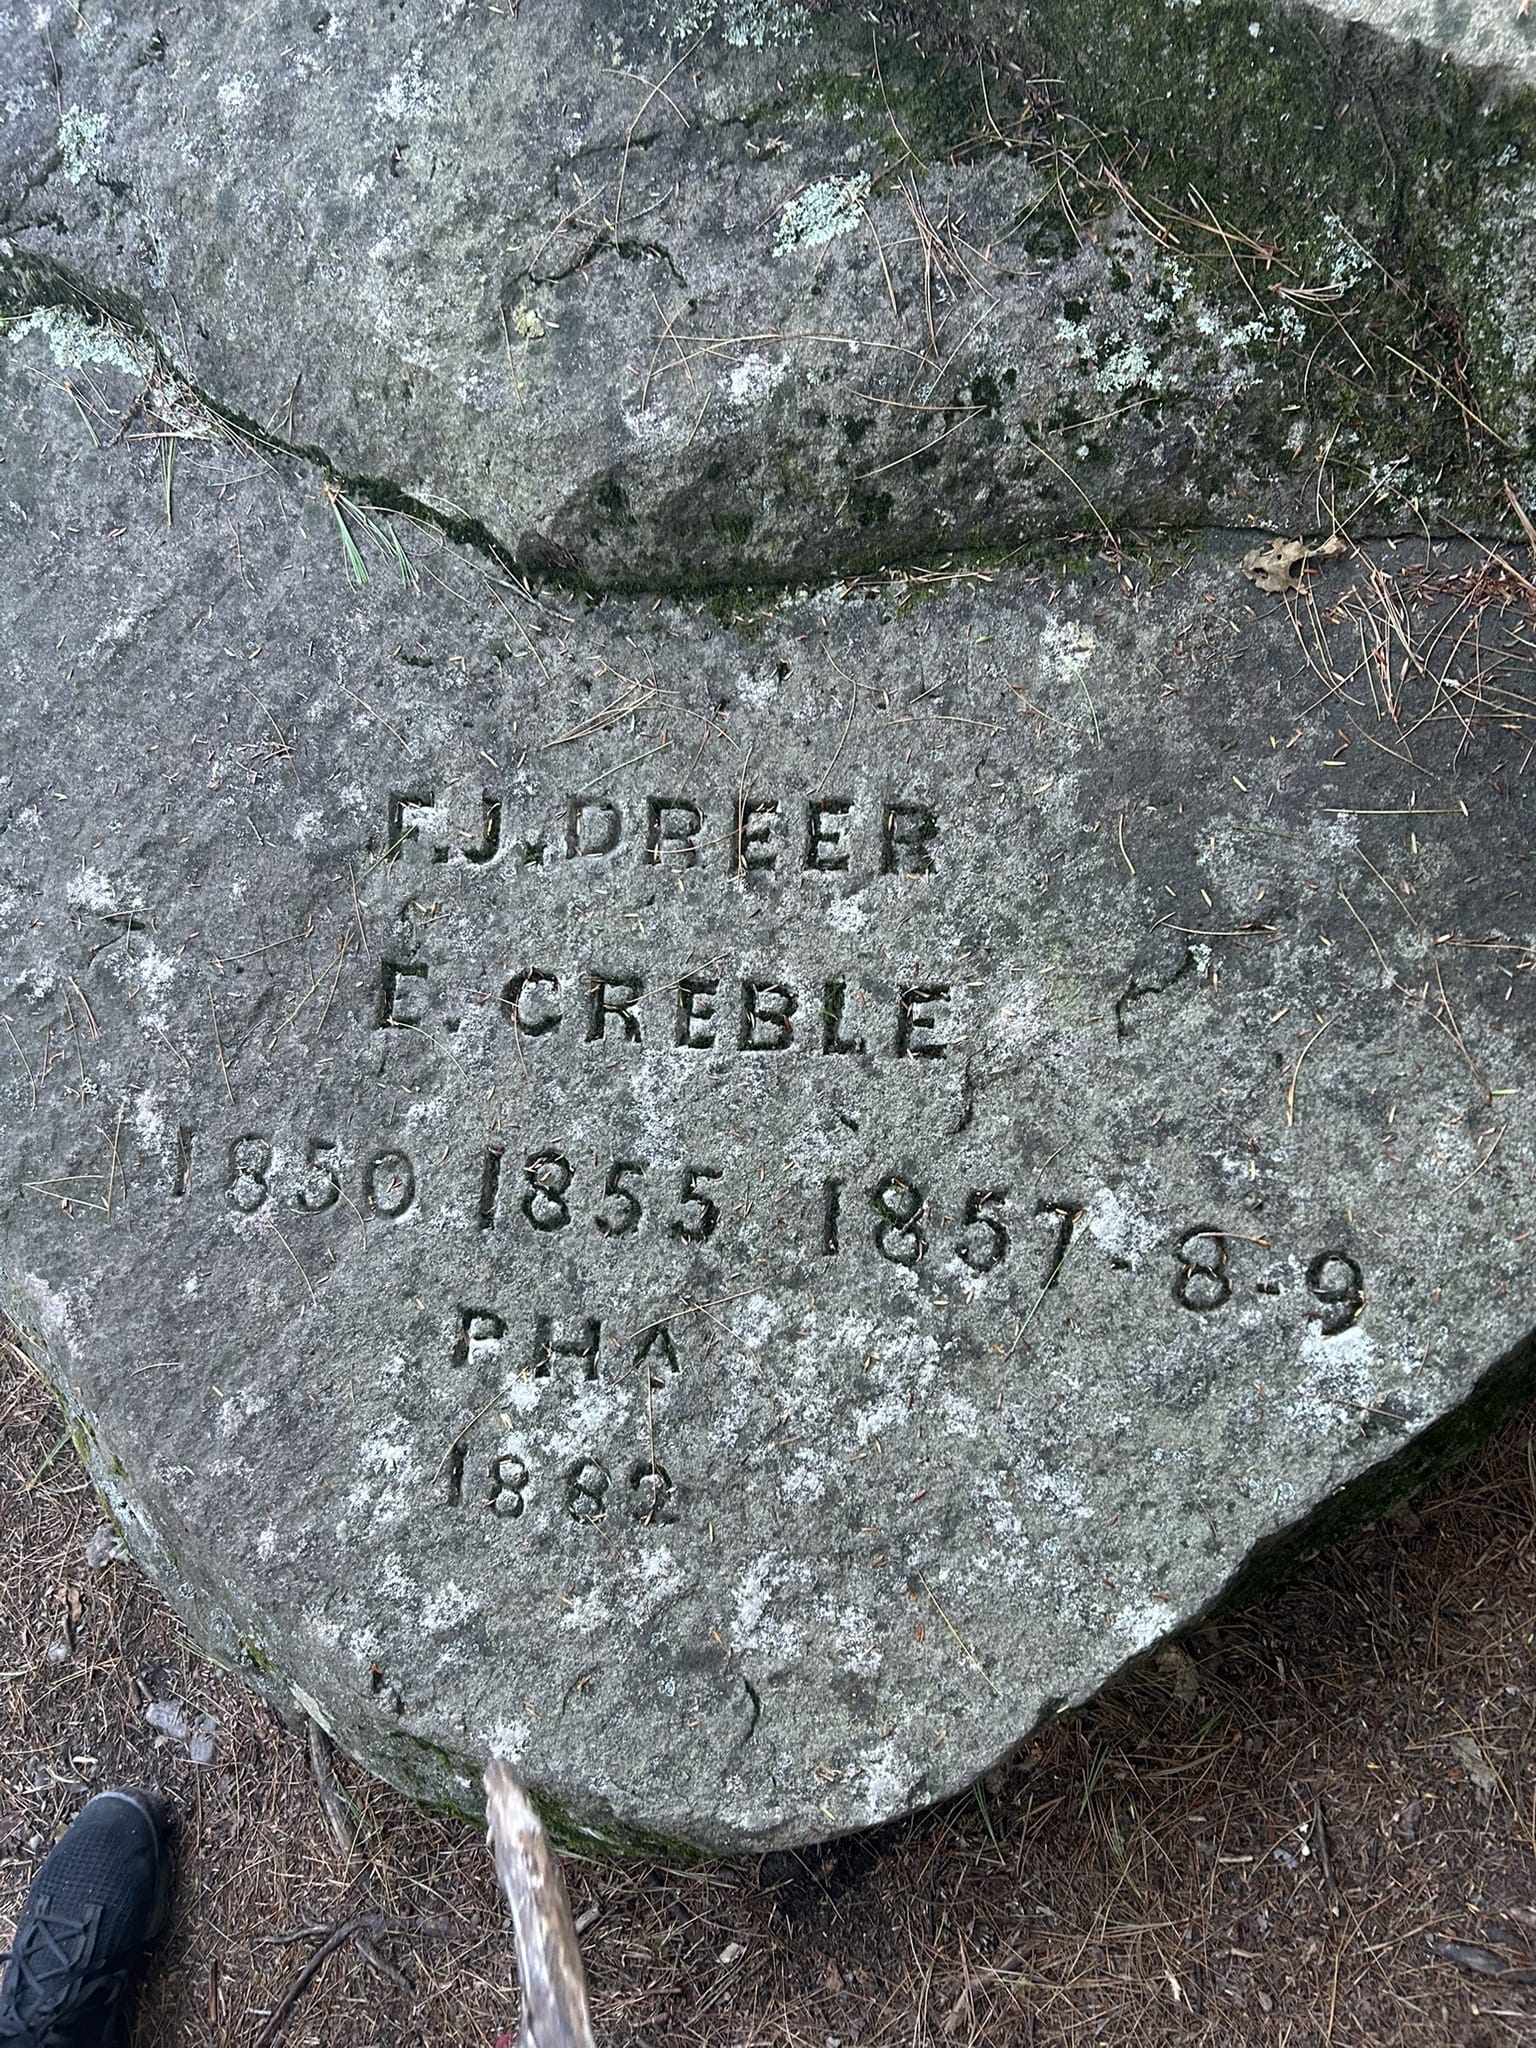 F.J.DREER
E. CREBLE
1850 1855 1857-8-9
PHA
1882